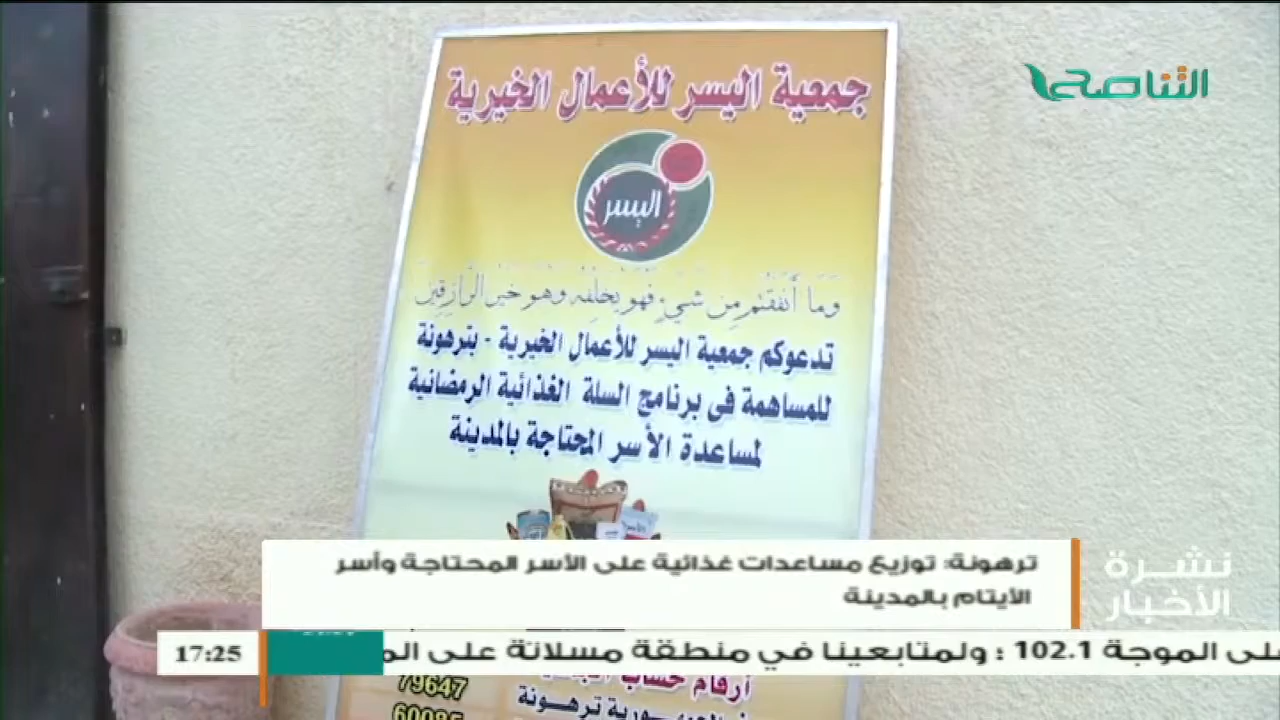 التناصح
جمعية اليسر للأعمال الخيرية
اليسر
وما أنفقتم من شيء فهو يخلفه وهو خير الرازقين
تدعوكم جمعية اليسر للأعمال الخيرية - بترهونة
للمساهمة فى برنامج السلة الغذائية الرمضانية
لمساعدة الأسر المحتاجة بالمدينة
نشرة
الأخبار
ترهونة: توزيع مساعدات غذائية على الأسر المحتاجة وأسر
الأيتام بالمدينة
17:25
على الموجة 102.1 ؛ ولمتابعينا في منطقة مسلاتة على
أرقام حساب
79647
ترهونة
60085